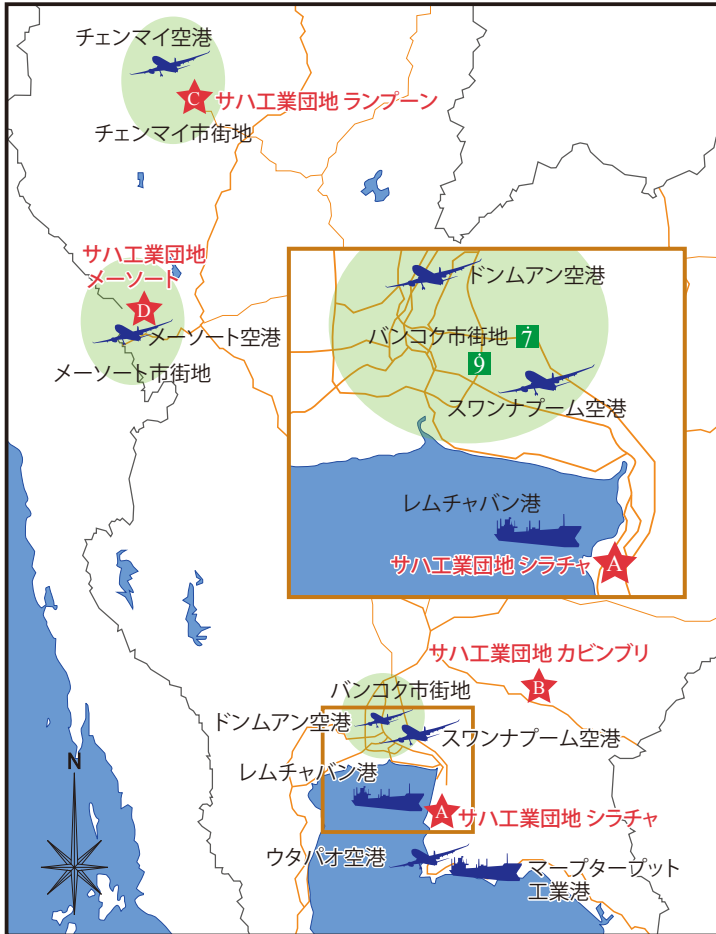 チェンマイ空港
C
サハ工業団地 ランプーン
チェンマイ市街地
サハ工業団地
メーソート
D
メーソート空港
メーソート市街地
ドンムアン空港
バンコク市街地
7
9
スワンナプーム空港
レムチャバン港
サハ工業団地 シラチャ
A
サハ工業団地 カビンブリ
B
バンコク市街地
ドンムアン空港
スワンナプーム空港
レムチャバン港
A
サハ工業団地 シラチャ
ウタパオ空港
マープタープット
工業港
N